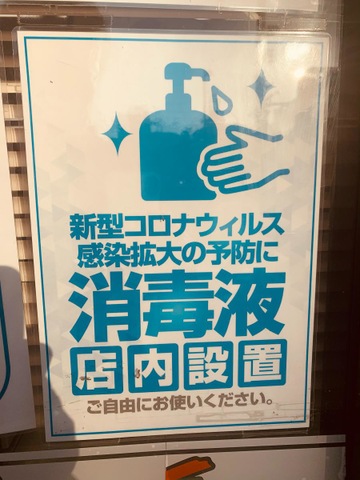 新型コロナウィルス
感染拡大の予防に
消毒液
店内設置
ご自由にお使いください。